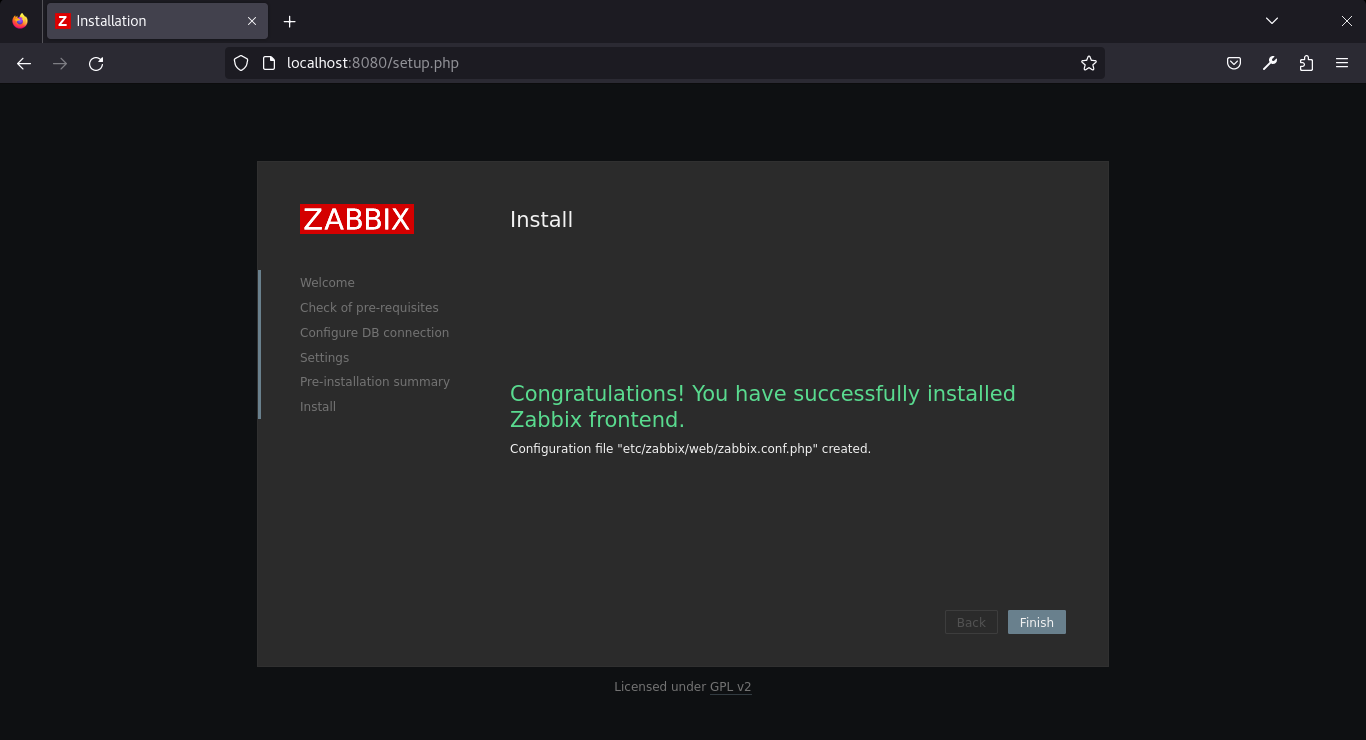 Z Installation
localhost:8080/setup.php
ZABBIX
Install
Welcome
Check of pre-requisites
Configure DB connection
Settings
Pre-installation summary
Install
Congratulations! You have successfully installed
Zabbix frontend.
Configuration file "etc/zabbix/web/zabbix.conf.php" created.
Back Finish
Licensed under GPL v2